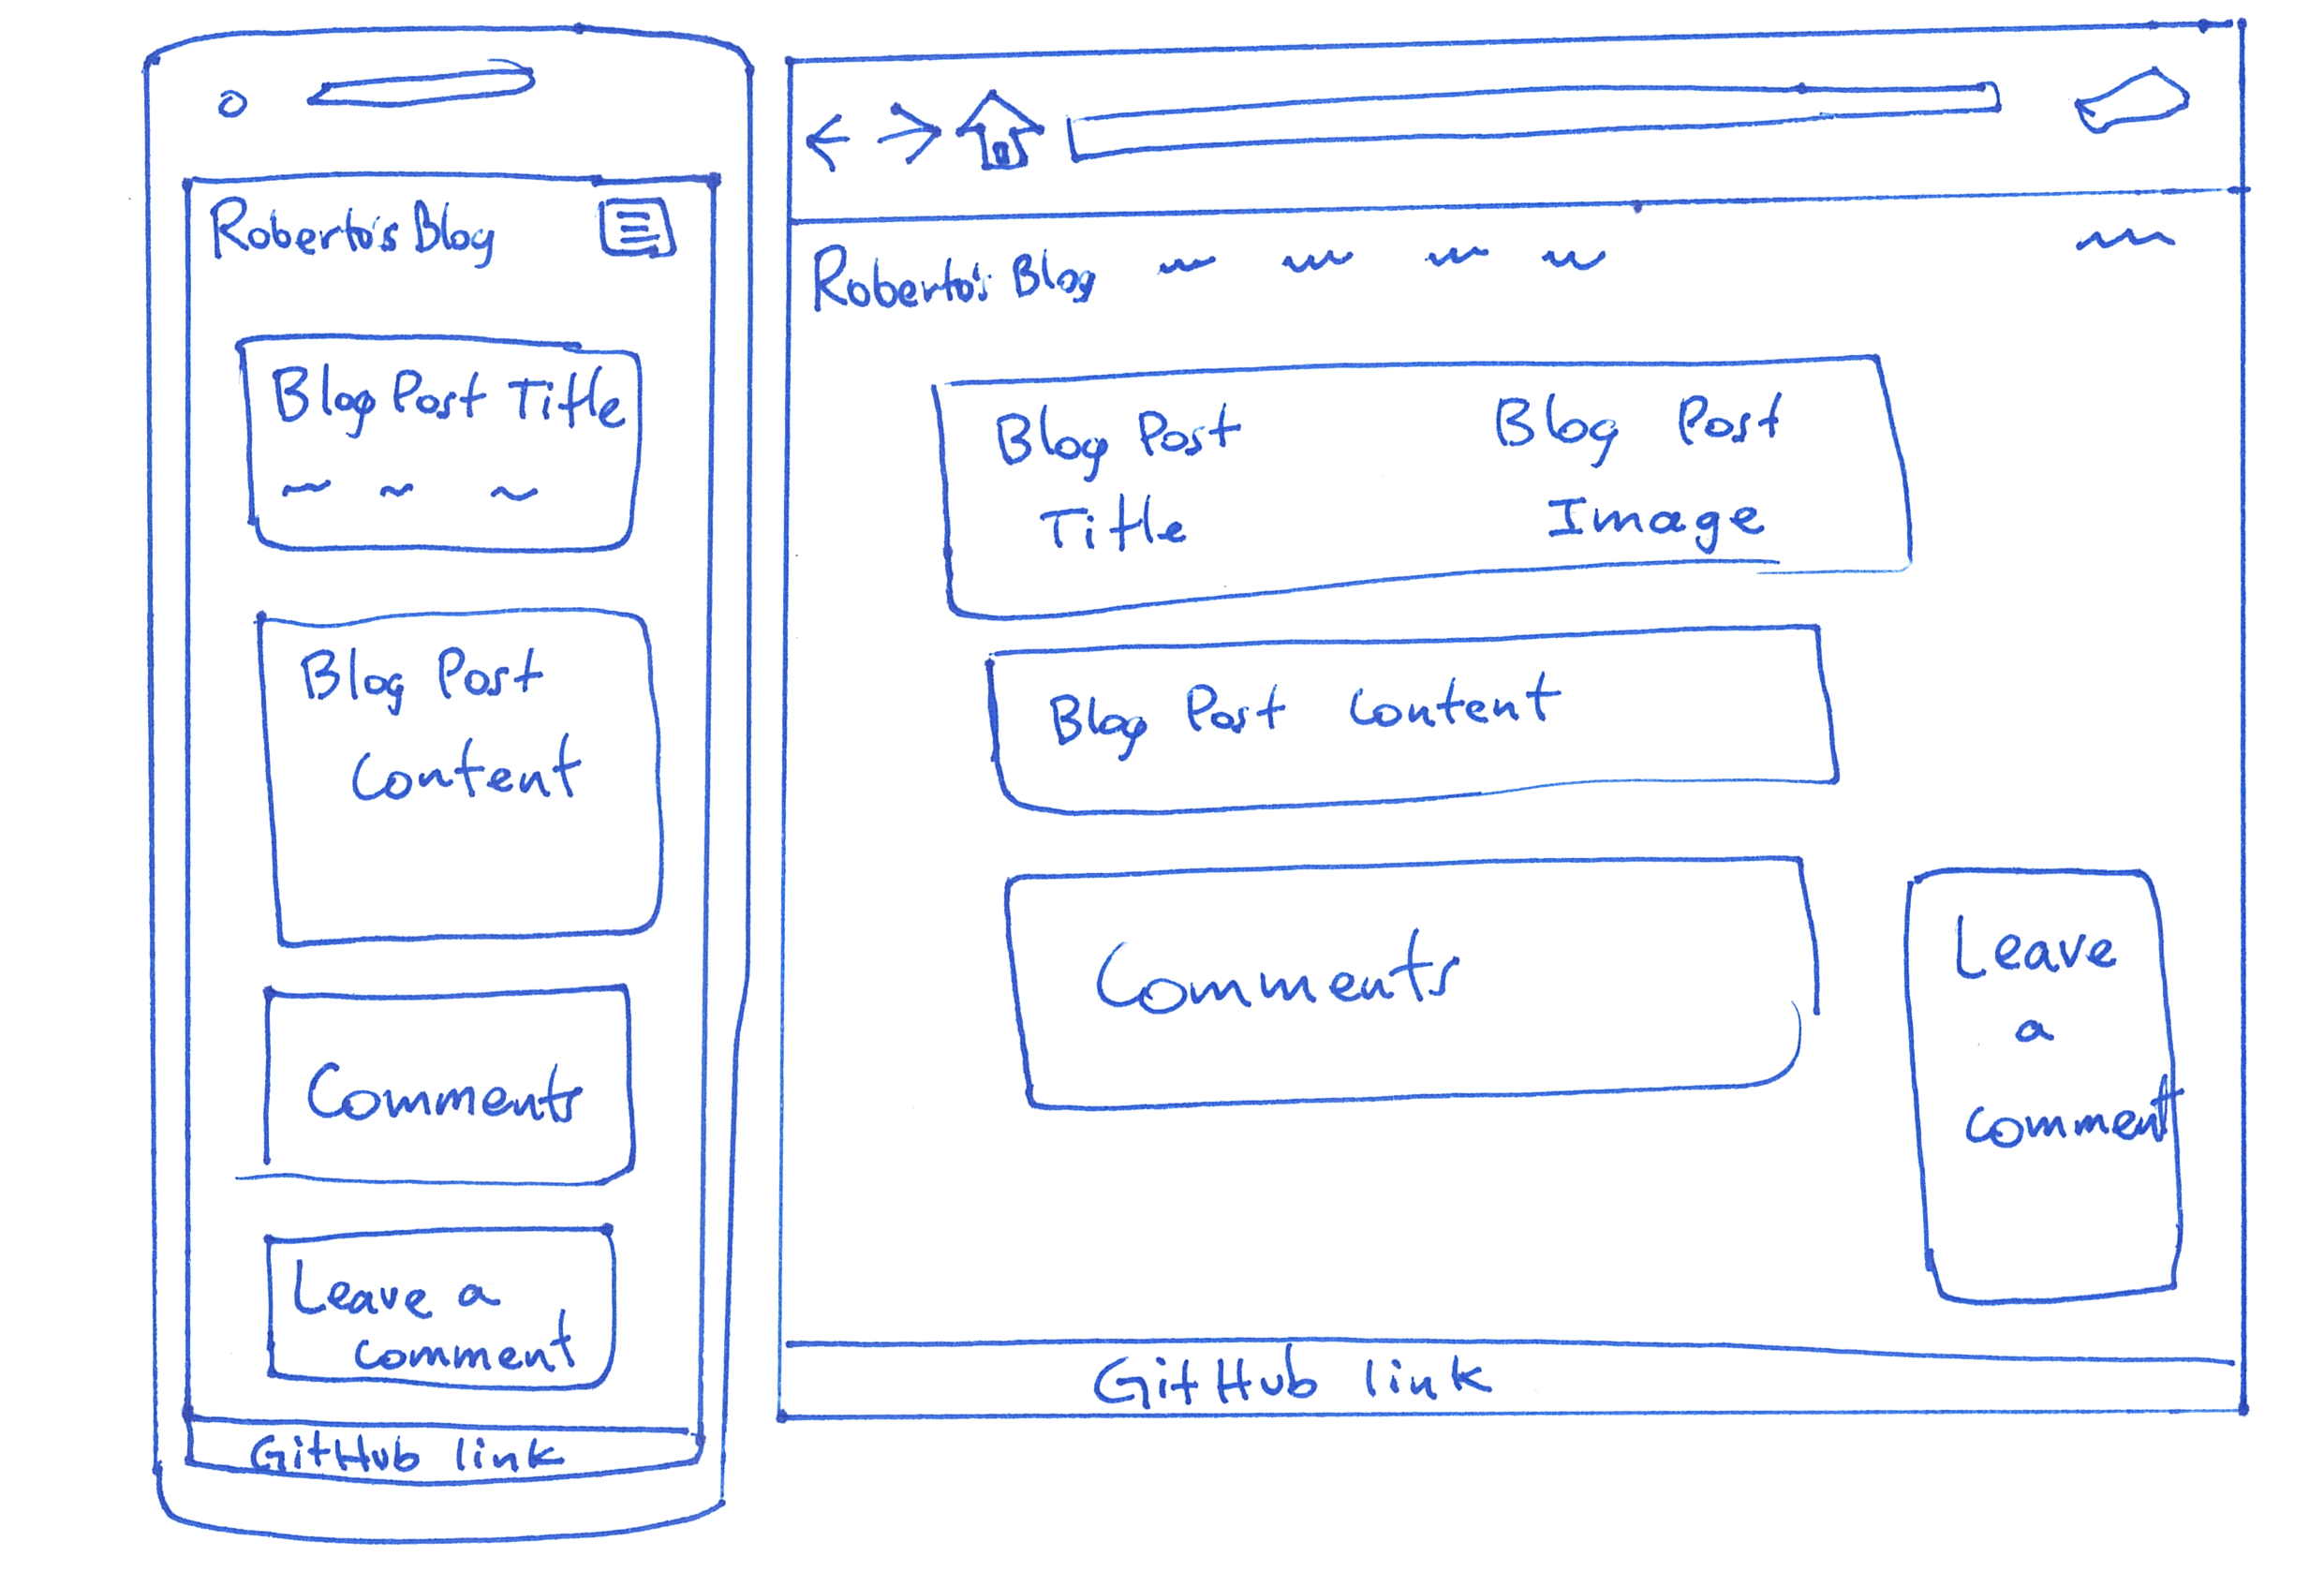 Roberto's Blog
Blog Post Title
Blog Post
Content
Comments
Leave a
comment
GitHub link
Roberto's Blog
Blog Post
Title
Blog Post
Image
Blog Post Content
Comments
Leave
a
comment
GitHub link